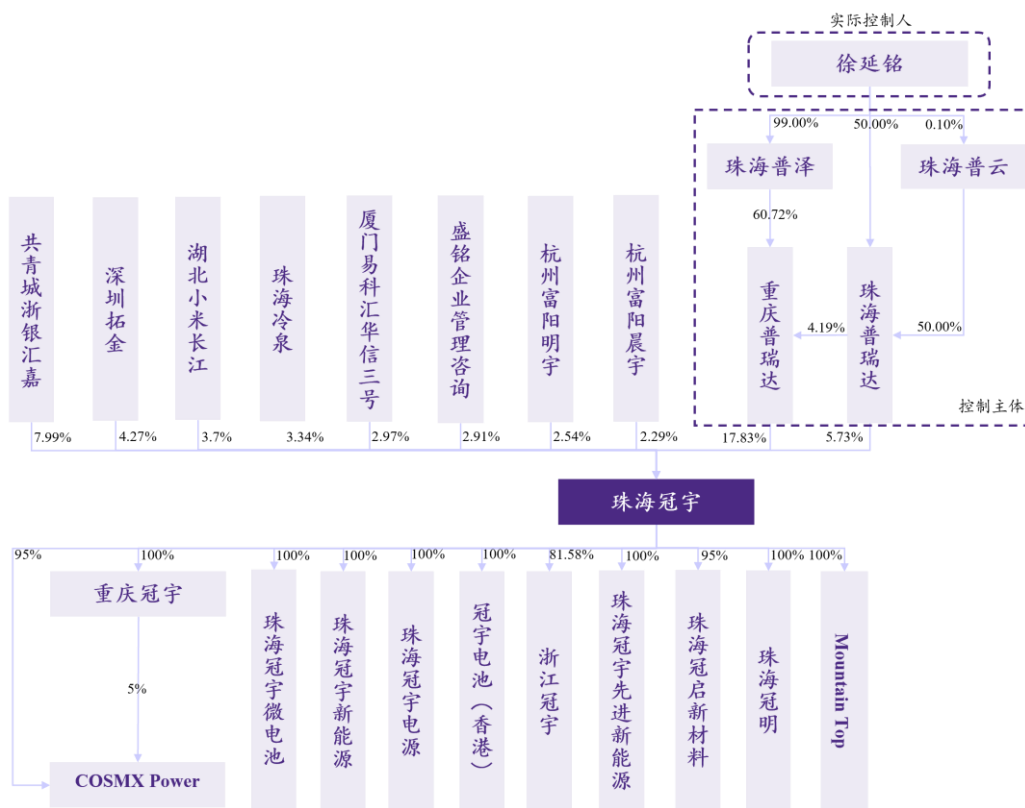 实际控制人
徐延铭
99.00%
50.00%
0.10%
珠海普泽
珠海普云
60.72%
共青城浙银汇嘉
深圳拓金
湖北小米长江
珠海冷泉
厦门易科汇华信三号
盛铭企业管理咨询
杭州富阳明宇
杭州富阳晨宇
重庆普瑞达
4.19%
珠海普瑞达
50.00%
控制主体
7.99%
4.27%
3.7%
3.34%
2.97%
2.91%
2.54%
2.29%
17.83%
5.73%
珠海冠宇
95%
100%
100%
100%
100%
100%
81.58%
100%
95%
100%
100%
重庆冠宇
珠海冠宇微电池
珠海冠宇新能源
珠海冠宇电源
冠宇电池（香港）
浙江冠宇
珠海冠宇先进新能源
珠海冠启新材料
珠海冠明
Mountain Top
5%
COSMX Power